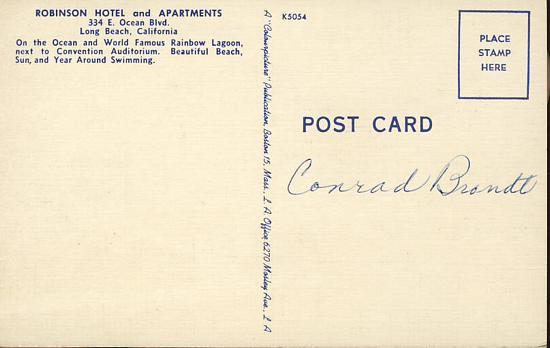 ROBINSON HOTEL and APARTMENTS
334 E. Ocean Blvd.
Long Beach, California
On the Ocean and World Famous Rainbow Lagoon,
next to Convention Auditorium. Beautiful Beach,
Sun, and Year Around Swimming.
A "Colourpicture" Publication, Boston 15, Mass. L. A. Office 6270 Mosley Ave., L A
K5054
PLACE
STAMP
HERE
POST CARD
Conrad Brandt